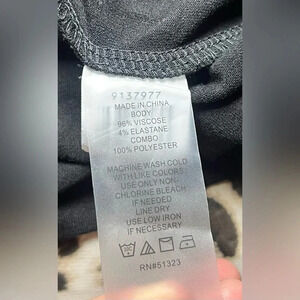 9137977
MADE IN CHINA
BODY
96% VISCOSE
4% ELASTANE
COMBO
100% POLYESTER
MACHINE WASH COLD
WITH LIKE COLORS
USE ONLY NON-
CHLORINE BLEACH
IF NEEDED
LINE DRY
USE LOW IRON
IF NECESSARY
RN#51323